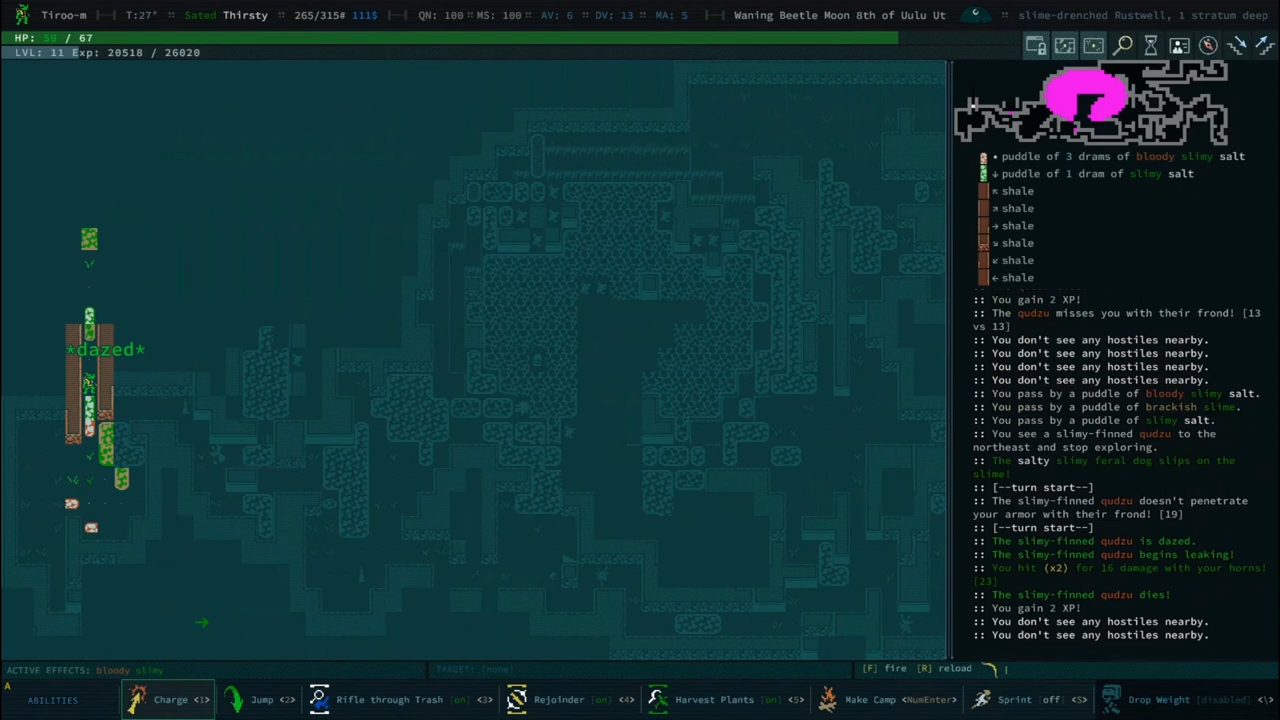 Tiroo-m T:27° Sated Thirsty 265/315# 111$ QN: 100 MS: 100 AV: 6 DV: 13 MA: 5 Waning Beetle Moon 8th of Uulu Ut slime-drenched Rustwell, 1 stratum deep
HP: 59 / 67
LVL: 11 Exp: 20518 / 26020
puddle of 3 drams of bloody slimy salt
↓ puddle of 1 dram of slimy salt
↖ shale
↗ shale
→ shale
↘ shale
↙ shale
← shale
:: You gain 2 XP!
:: The qudzu misses you with their frond! [13
vs 13]
:: You don't see any hostiles nearby.
:: You don't see any hostiles nearby.
:: You don't see any hostiles nearby.
:: You don't see any hostiles nearby.
:: You pass by a puddle of bloody slimy salt.
:: You pass by a puddle of brackish slime.
:: You pass by a puddle of slimy salt.
:: You see a slimy-finned qudzu to the
northeast and stop exploring.
:: The salty slimy feral dog slips on the
slime!
:: [--turn start--]
:: The slimy-finned qudzu doesn't penetrate
your armor with their frond! [19]
:: [--turn start--]
:: The slimy-finned qudzu is dazed.
:: The slimy-finned qudzu begins leaking!
:: You hit (x2) for 16 damage with your horns!
[23]
:: The slimy-finned qudzu dies!
:: You gain 2 XP!
:: You don't see any hostiles nearby.
:: You don't see any hostiles nearby.
*dazed*
ACTIVE EFFECTS: bloody slimy
TARGET: [none]
[F] fire [R] reload
A
ABILITIES
Charge <1>
Jump <2>
Rifle through Trash [on] <3>
Rejoinder [on] <4>
Harvest Plants [on] <5>
Make Camp <NumEnter>
Sprint [off] <S>
Drop Weight [disabled] <\>